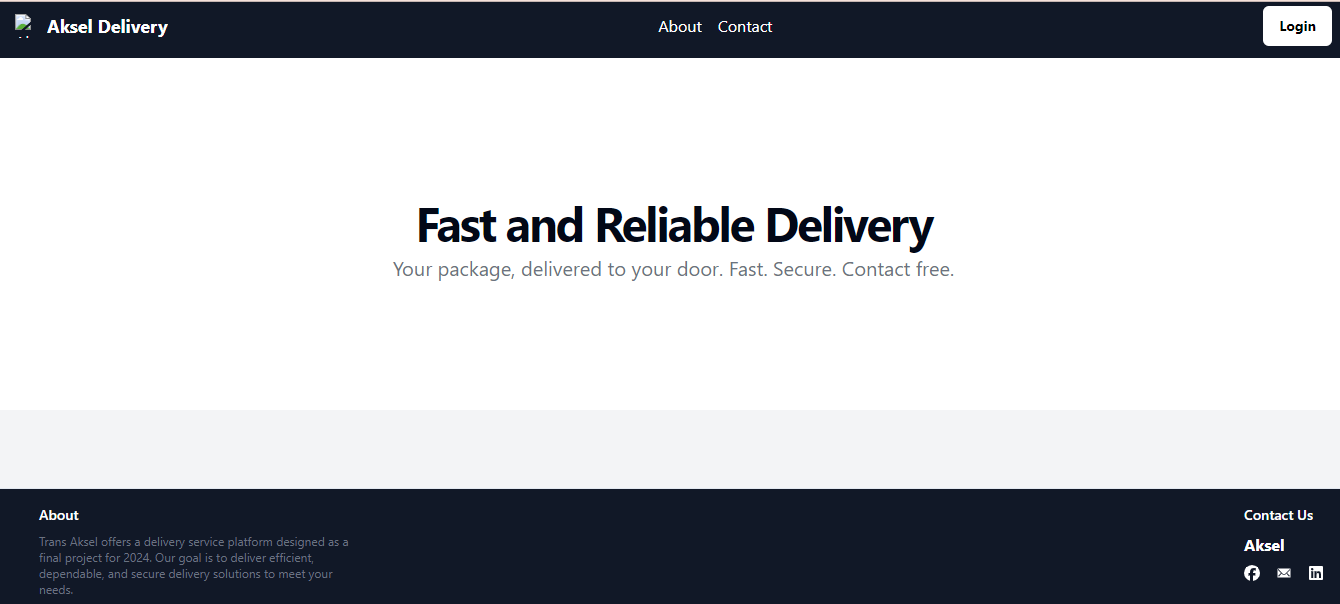 Aksel Delivery
About Contact
Login
Fast and Reliable Delivery
Your package, delivered to your door. Fast. Secure. Contact free.
About
Trans Aksel offers a delivery service platform designed as a
final project for 2024. Our goal is to deliver efficient,
dependable, and secure delivery solutions to meet your
needs.
Contact Us
Aksel